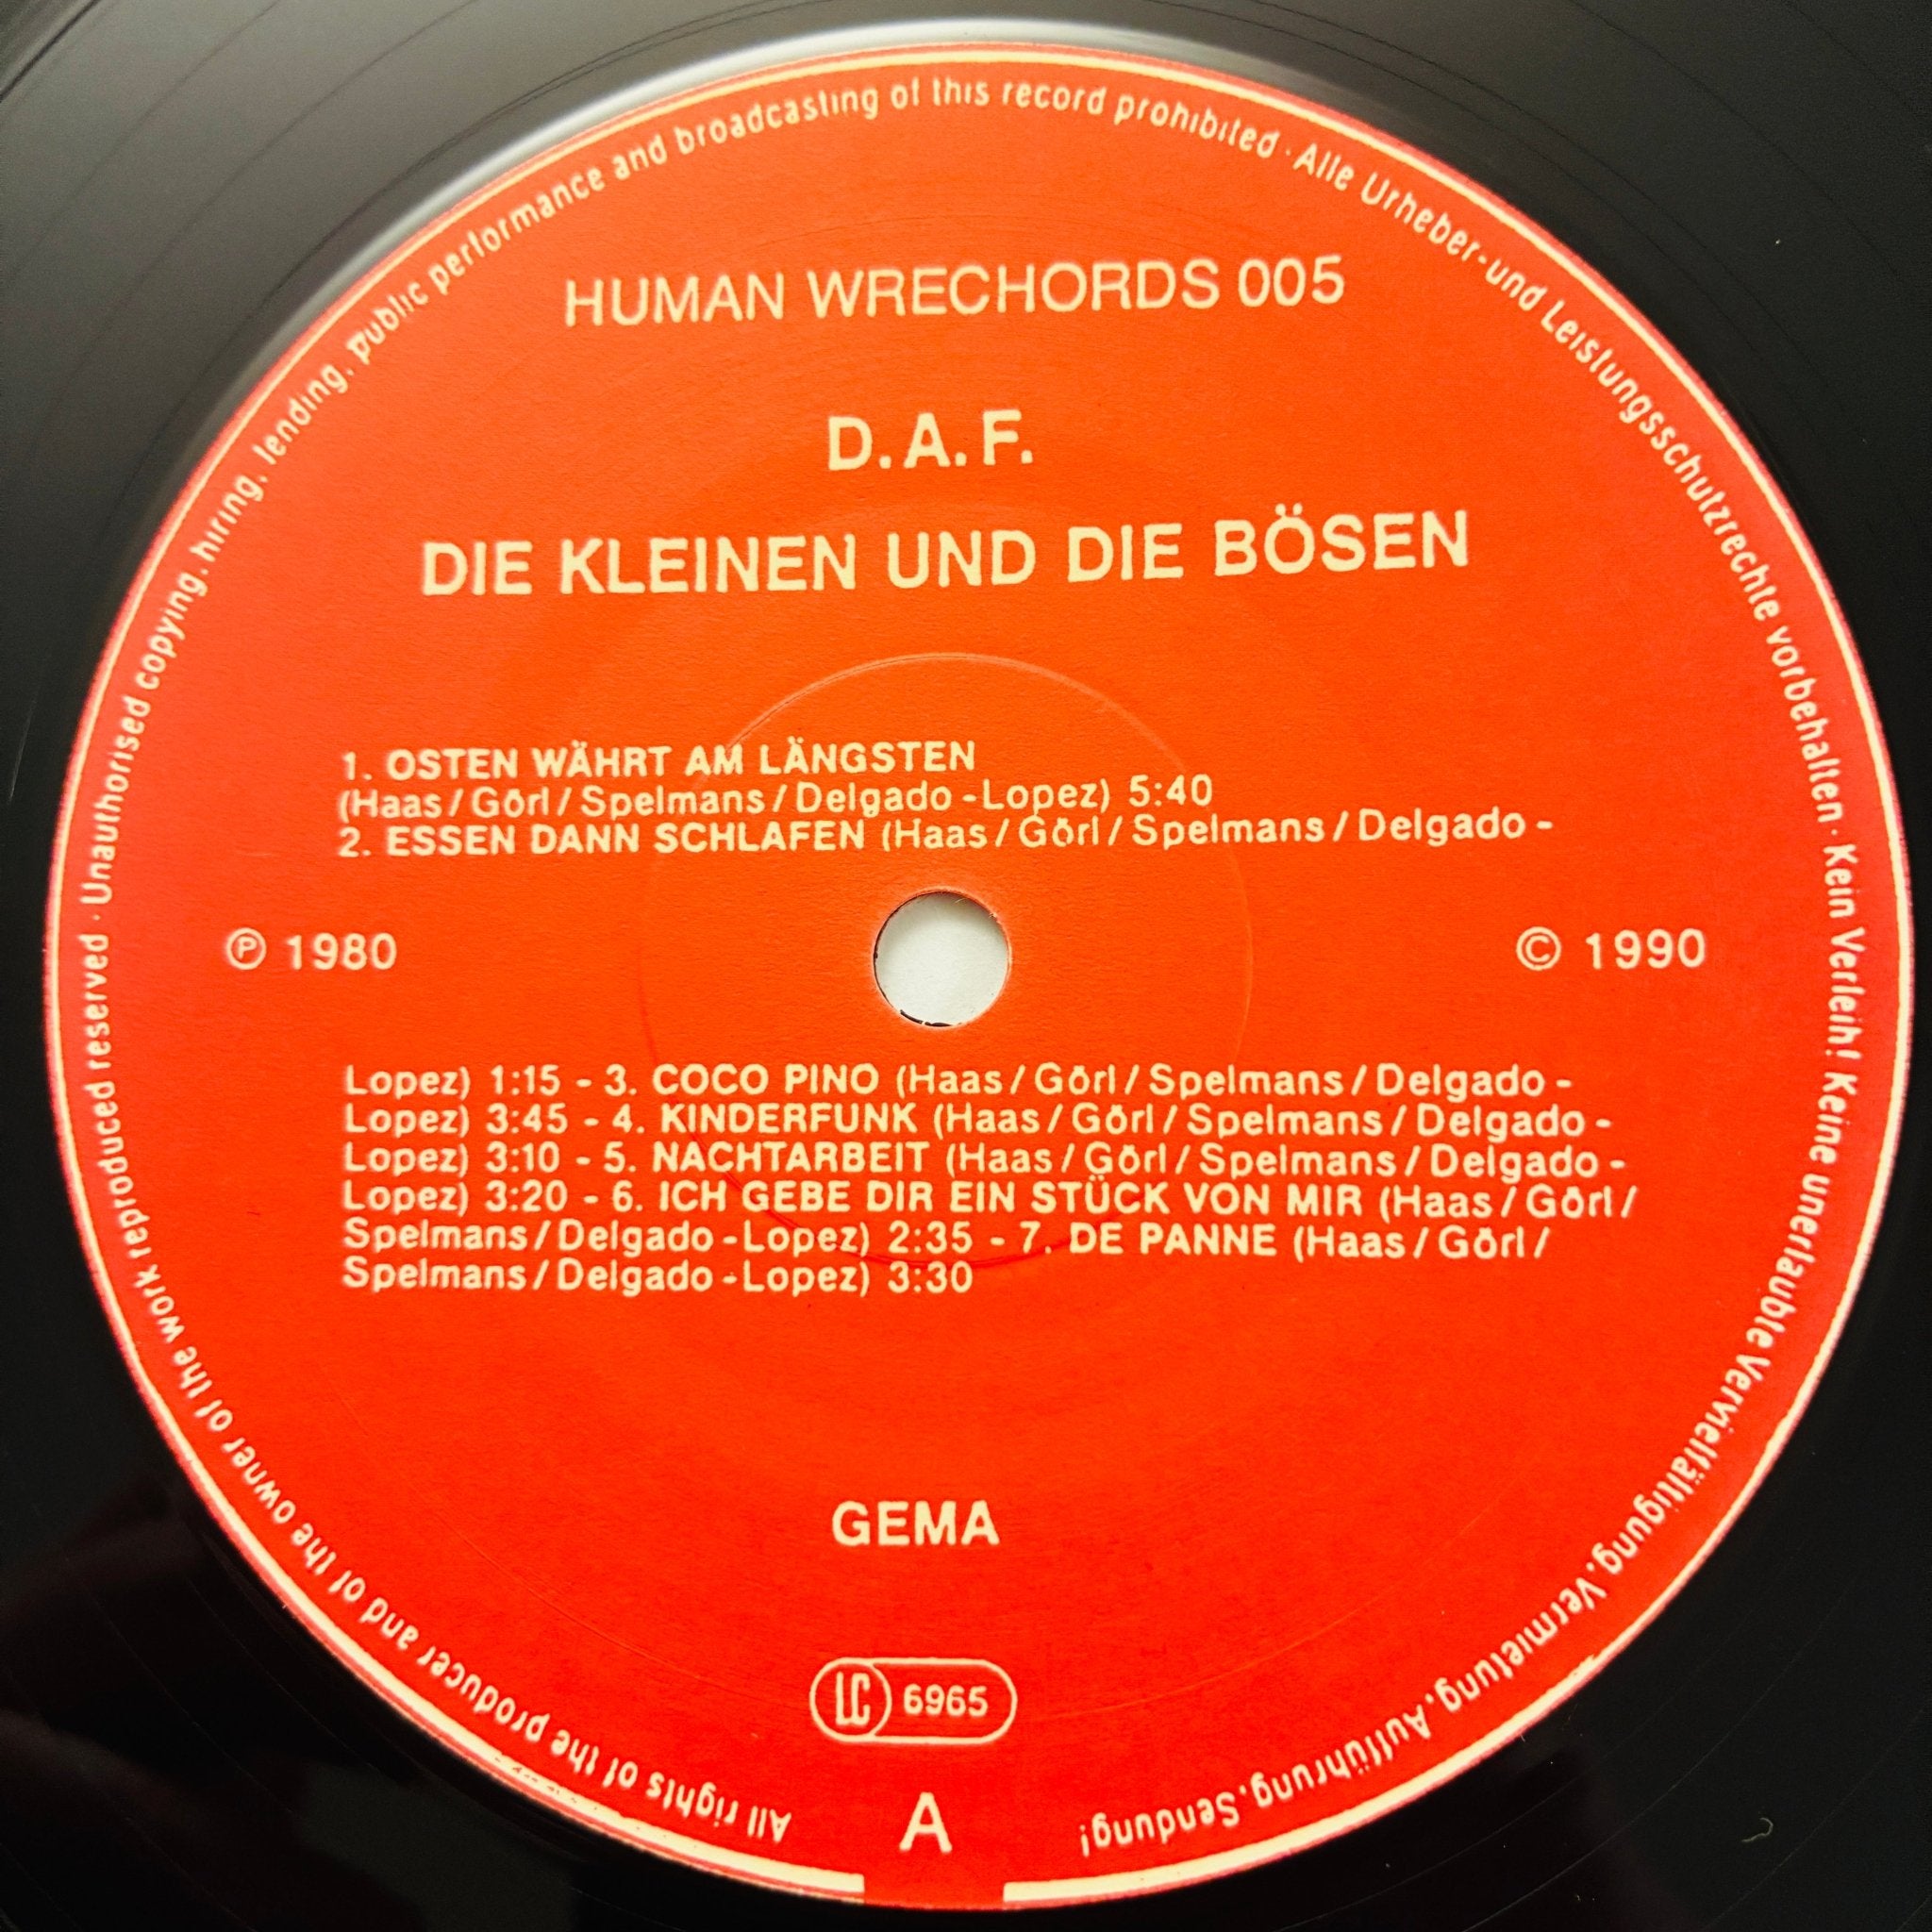 HUMAN WRECHORDS 005
D.A.F.
DIE KLEINEN UND DIE BÖSEN
1. OSTEN WÄHRT AM LÄNGSTEN
(Haas/Görl/Spelmans/Delgado-Lopez) 5:40
2. ESSEN DANN SCHLAFEN (Haas/Görl/Spelmans/Delgado-
℗ 1980
© 1990
Lopez) 1:15 - 3. COCO PINO (Haas/Görl/Spelmans/Delgado-
Lopez) 3:45 - 4. KINDERFUNK (Haas/Görl/Spelmans/Delgado-
Lopez) 3:10 - 5. NACHTARBEIT (Haas/Görl/Spelmans/Delgado-
Lopez) 3:20 - 6. ICH GEBE DIR EIN STÜCK VON MIR (Haas/Görl/
Spelmans/Delgado-Lopez) 2:35 - 7. DE PANNE (Haas/Görl/
Spelmans/Delgado-Lopez) 3:30
GEMA
LC 6965
A
All rights of the producer and of the owner of the work reproduced reserved · Unauthorised copying, hiring, lending, public performance and broadcasting of this record prohibited · Alle Urheber- und Leistungsschutzrechte vorbehalten · Kein Verleih! Keine unerlaubte Vervielfältigung, Vermietung, Aufführung, Sendung!